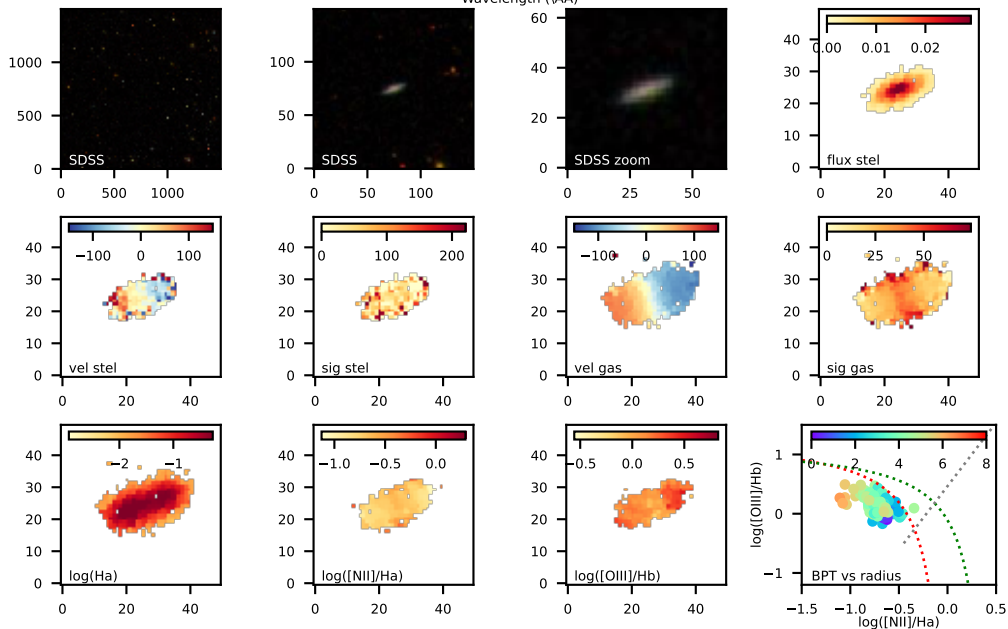 Wavelength (\AA)
SDSS
SDSS
SDSS zoom
flux stel
0.00 0.01 0.02
0 500 1000
0 500 1000
0 50 100
0 50 100
0 25 50
0 20 40 60
0 20 40
0 10 20 30 40
vel stel
−100 0 100
sig stel
0 100 200
vel gas
−100 0 100
sig gas
0 25 50
0 20 40
0 10 20 30 40
0 20 40
0 10 20 30 40
0 20 40
0 10 20 30 40
0 20 40
0 10 20 30 40
log(Ha)
−2 −1
log([NII]/Ha)
−1.0 −0.5 0.0
log([OIII]/Hb)
−0.5 0.0 0.5
BPT vs radius
0 2 4 6 8
0 20 40
0 10 20 30 40
0 20 40
0 10 20 30 40
0 20 40
0 10 20 30 40
log([OIII]/Hb)
−1 0 1
−1.5 −1.0 −0.5 0.0 0.5
log([NII]/Ha)